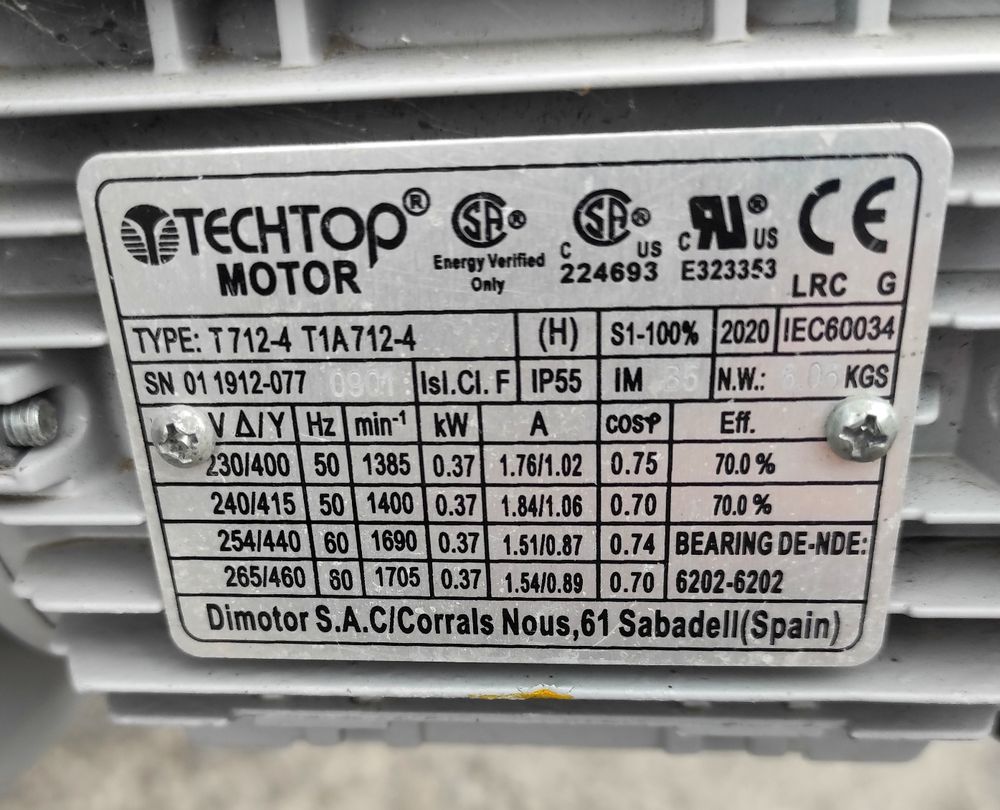 TECHTOP®
MOTOR
SA®
Energy Verified
Only
SA®
C US
224693
C RU® US
E323353
CE
LRC G
TYPE: T712-4 T1A712-4 (H) S1-100% 2020 IEC60034
SN 011912-077 0901 Isl.Cl. F IP55 IM N.W.: KGS
V Δ/Y Hz min⁻¹ kW A cosφ Eff.
230/400 50 1385 0.37 1.76/1.02 0.75 70.0 %
240/415 50 1400 0.37 1.84/1.06 0.70 70.0 %
254/440 60 1690 0.37 1.51/0.87 0.74 BEARING DE-NDE:
265/460 60 1705 0.37 1.54/0.89 0.70 6202-6202
Dimotor S.A.C/Corrals Nous,61 Sabadell(Spain)